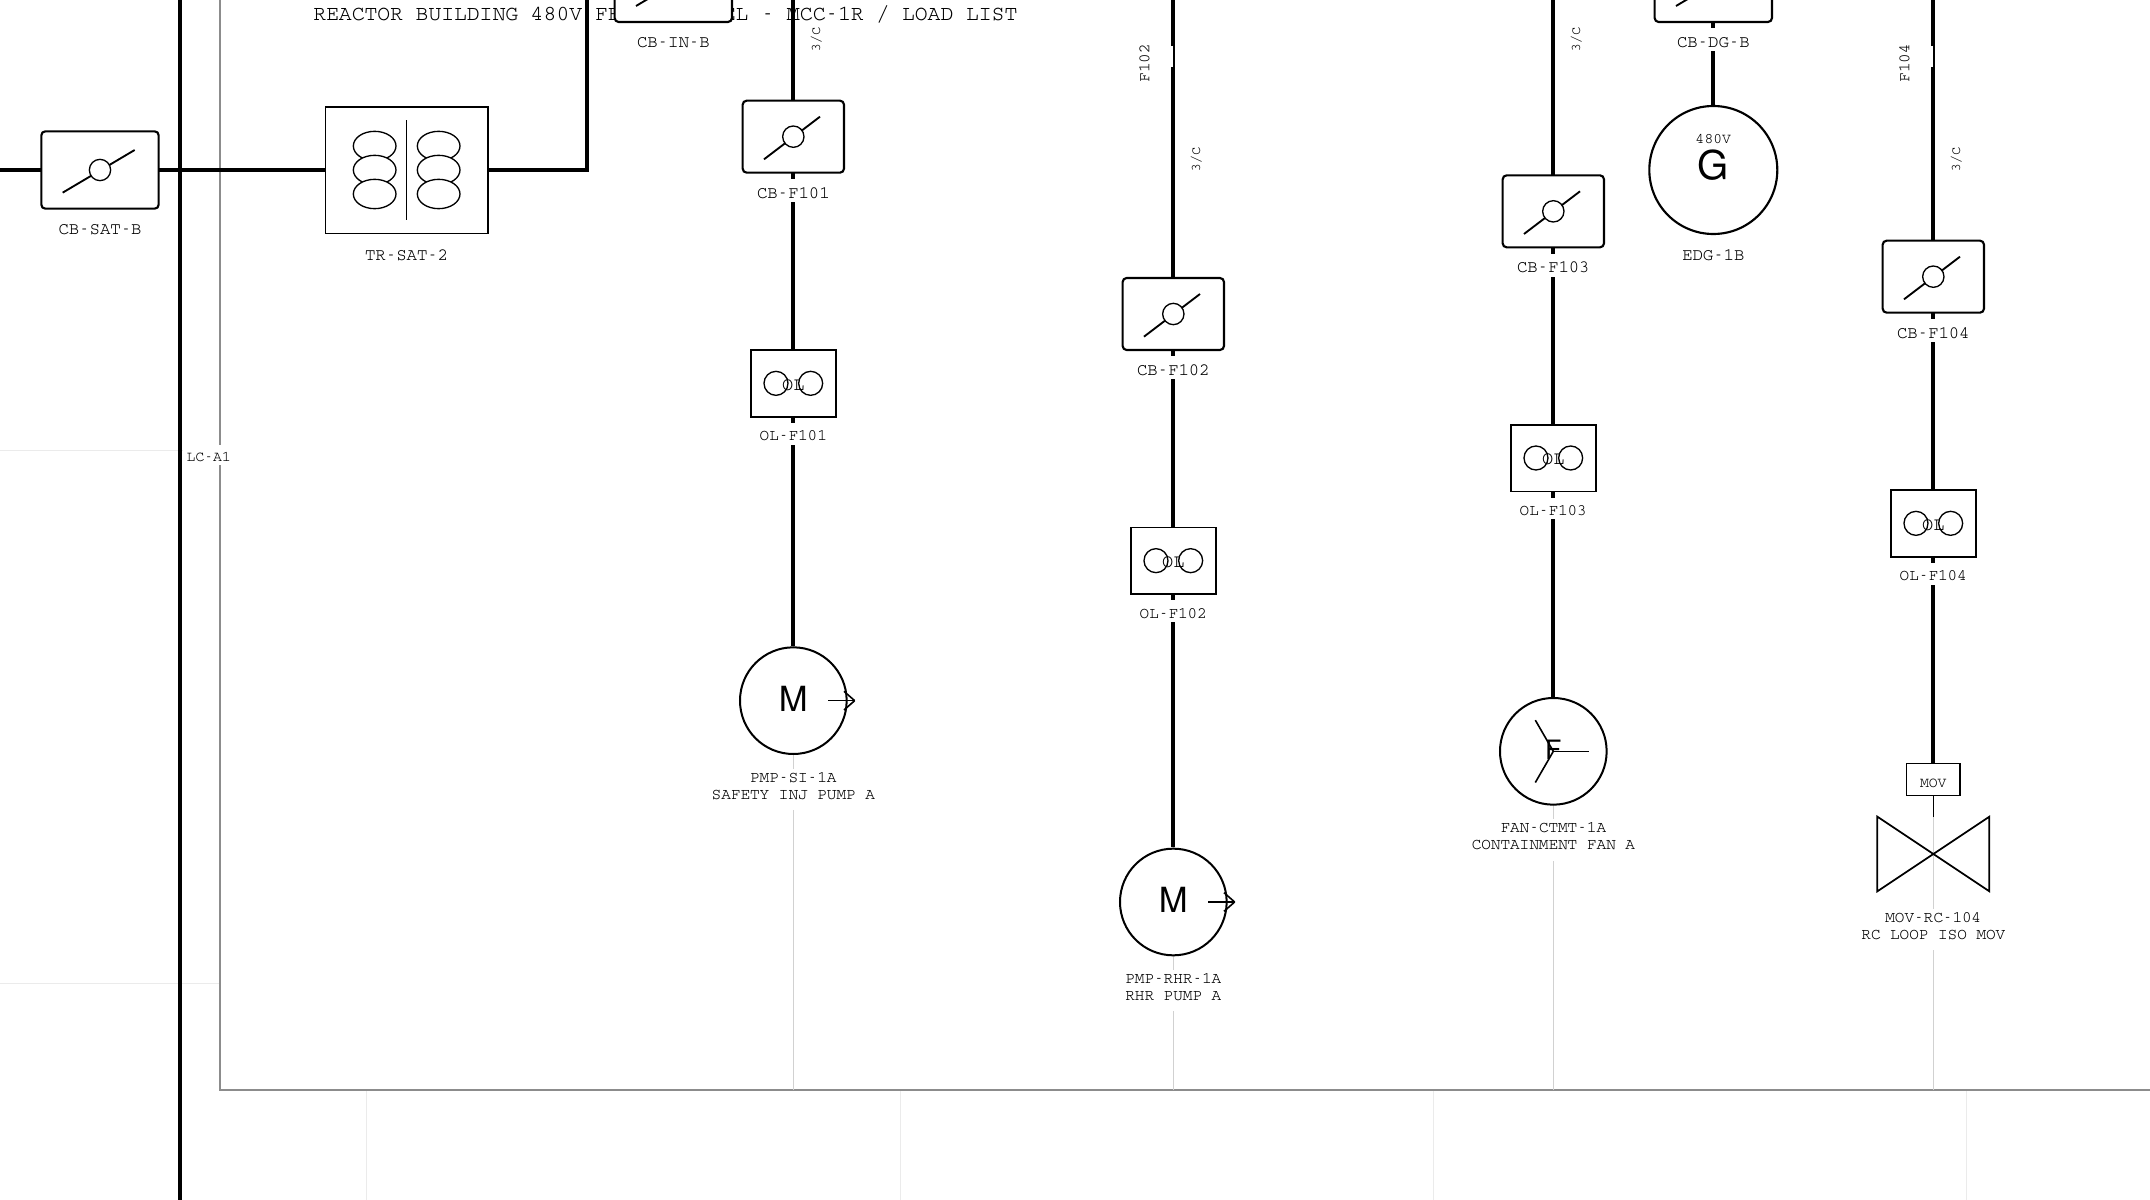 REACTOR BUILDING 480V FE L - MCC-1R / LOAD LIST
CB-IN-B
3/C
F102
3/C
CB-DG-B
F104
480V
G
EDG-1B
3/C
3/C
CB-SAT-B
TR-SAT-2
CB-F101
CB-F103
CB-F104
CB-F102
OL
OL-F101
LC-A1
OL
OL-F103
OL
OL-F104
OL
OL-F102
M
PMP-SI-1A
SAFETY INJ PUMP A
F
FAN-CTMT-1A
CONTAINMENT FAN A
MOV
MOV-RC-104
RC LOOP ISO MOV
M
PMP-RHR-1A
RHR PUMP A